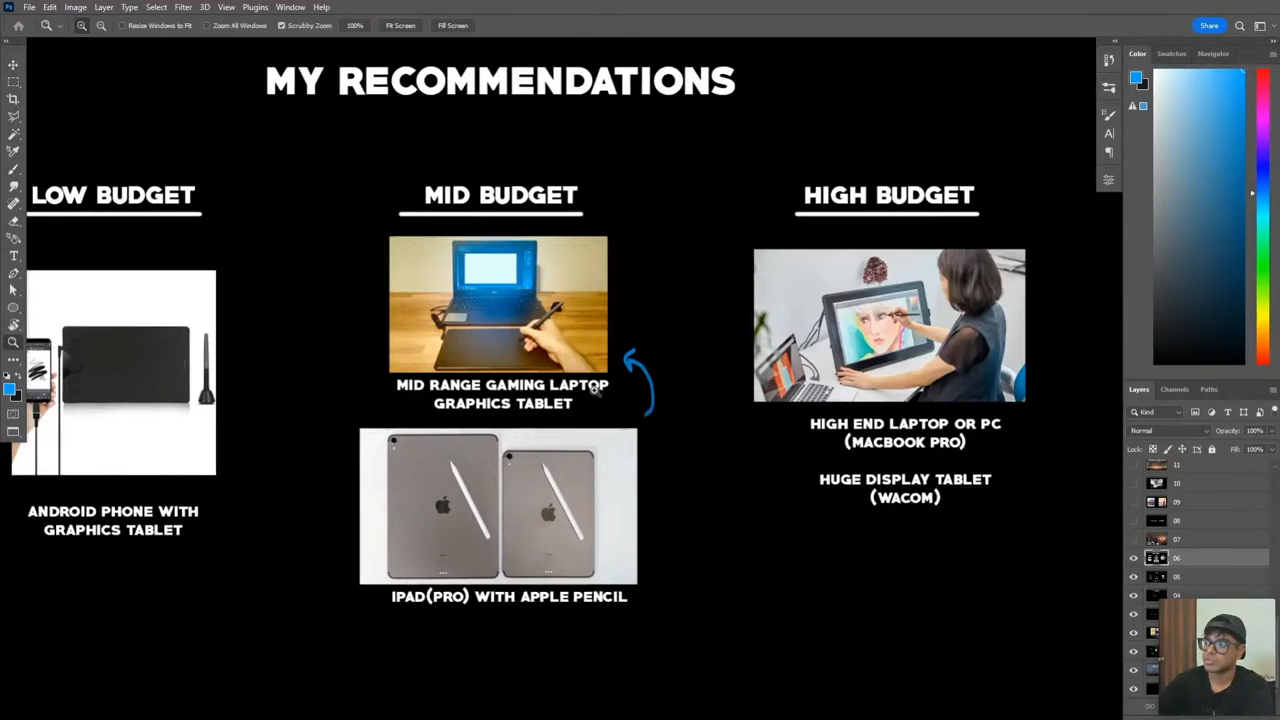 File Edit Image Layer Type Select Filter 3D View Plugins Window Help
Resize Windows to Fit Zoom All Windows Scrubby Zoom 100% Fit Screen Fill Screen Share
Color Swatches Navigator
MY RECOMMENDATIONS
LOW BUDGET
ANDROID PHONE WITH
GRAPHICS TABLET
MID BUDGET
MID RANGE GAMING LAPTOP
GRAPHICS TABLET
IPAD(PRO) WITH APPLE PENCIL
HIGH BUDGET
HIGH END LAPTOP OR PC
(MACBOOK PRO)
HUGE DISPLAY TABLET
(WACOM)
Layers Channels Paths
Kind
Normal Opacity: 100%
Lock: Fill: 100%
11
10
09
08
07
06
05
04